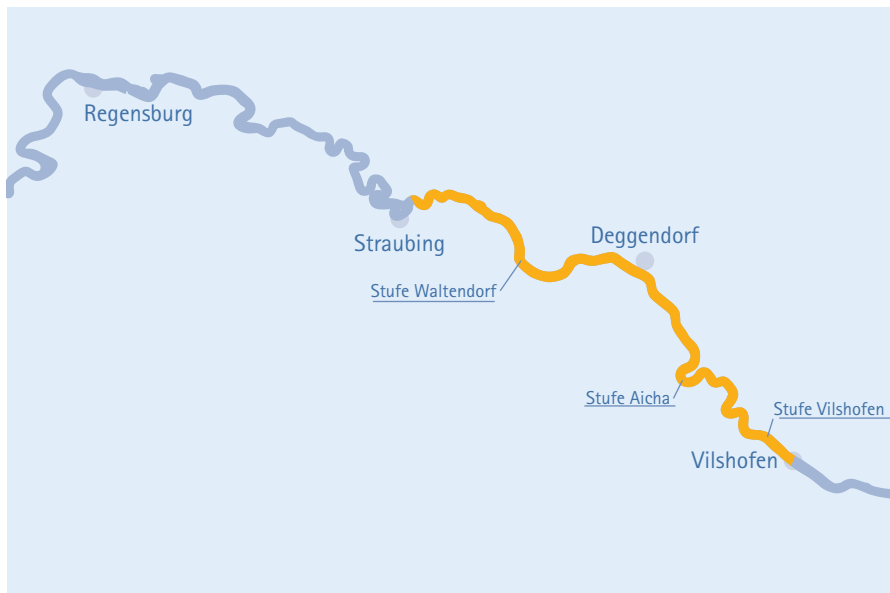 Regensburg
Straubing
Deggendorf
Stufe Waltendorf
Stufe Aicha
Stufe Vilshofen
Vilshofen